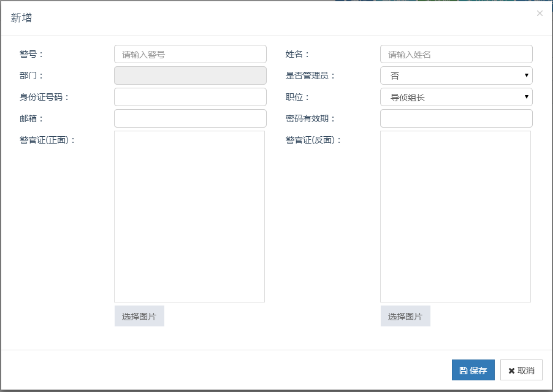 新增
×
警号： 请输入警号 姓名： 请输入姓名
部门： 是否管理员： 否
身份证号码： 职位： 导侦组长
邮箱： 密码有效期：
警官证(正面)： 警官证(反面)：
选择图片 选择图片
保存 取消